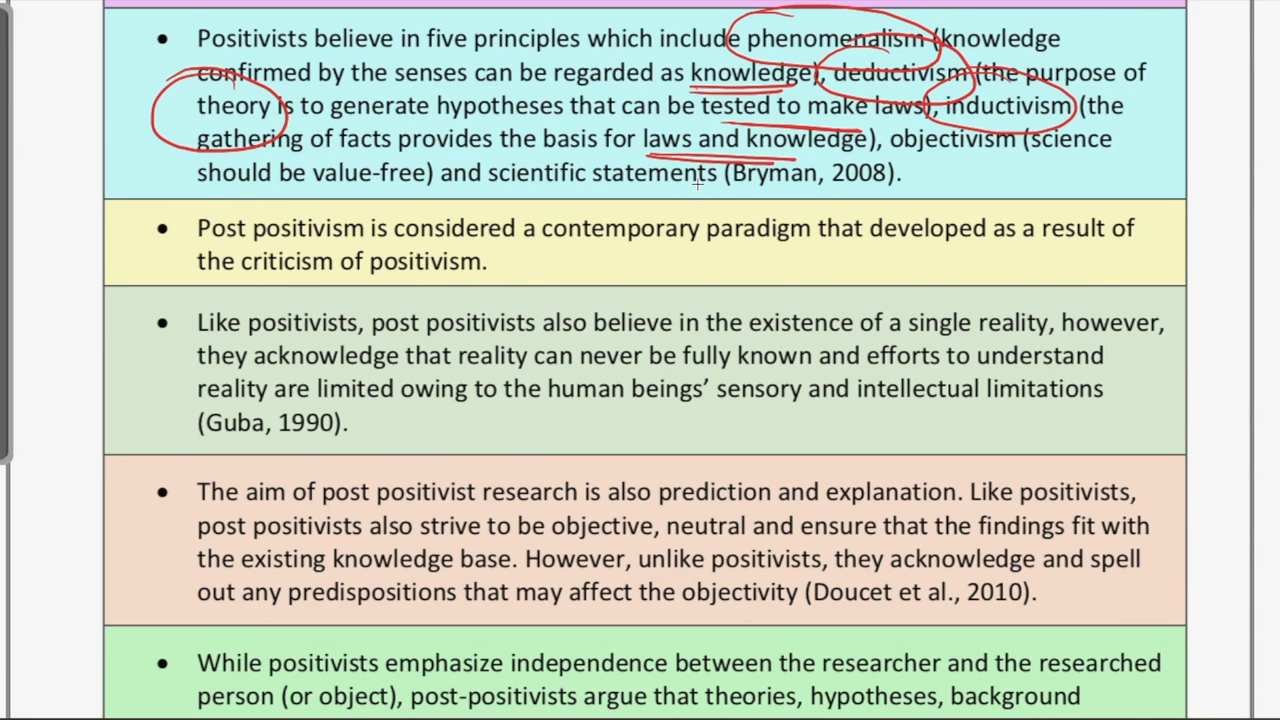 • Positivists believe in five principles which include phenomenalism (knowledge
confirmed by the senses can be regarded as knowledge), deductivism (the purpose of
theory is to generate hypotheses that can be tested to make laws), inductivism (the
gathering of facts provides the basis for laws and knowledge), objectivism (science
should be value-free) and scientific statements (Bryman, 2008).
• Post positivism is considered a contemporary paradigm that developed as a result of
the criticism of positivism.
• Like positivists, post positivists also believe in the existence of a single reality, however,
they acknowledge that reality can never be fully known and efforts to understand
reality are limited owing to the human beings’ sensory and intellectual limitations
(Guba, 1990).
• The aim of post positivist research is also prediction and explanation. Like positivists,
post positivists also strive to be objective, neutral and ensure that the findings fit with
the existing knowledge base. However, unlike positivists, they acknowledge and spell
out any predispositions that may affect the objectivity (Doucet et al., 2010).
• While positivists emphasize independence between the researcher and the researched
person (or object), post-positivists argue that theories, hypotheses, background